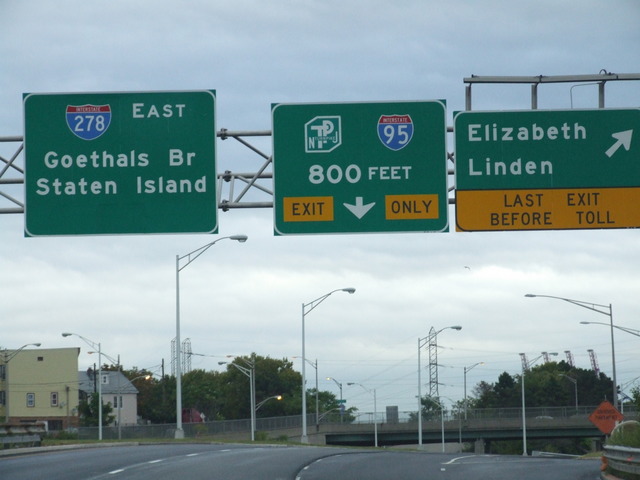 INTERSTATE
278
EAST
Goethals Br
Staten Island
INTERSTATE
95
800 FEET
EXIT ONLY
Elizabeth
Linden
LAST EXIT
BEFORE TOLL